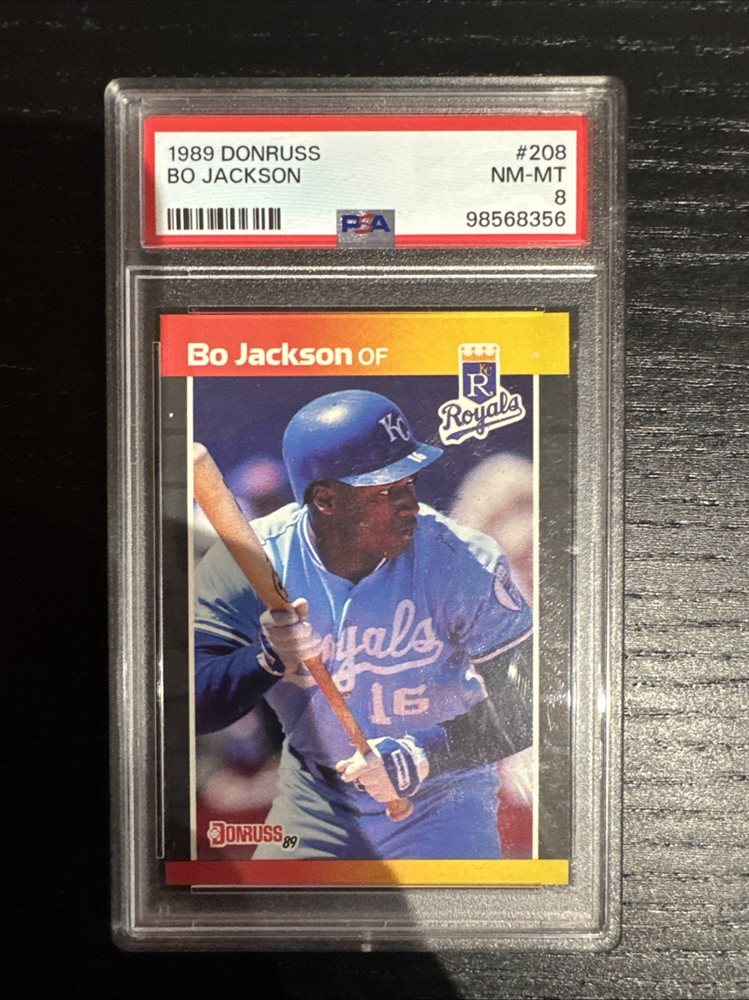 1989 DONRUSS #208
BO JACKSON NM-MT
8
PSA 98568356
Bo Jackson OF
KC
R
Royals
KC
16
Royals
16
DONRUSS 89